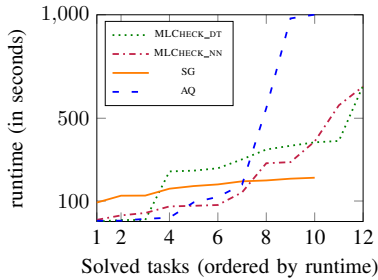 1,000
500
100
runtime (in seconds)
MLCHECK_DT
MLCHECK_NN
SG
AQ
1 2 4 6 8 10 12
Solved tasks (ordered by runtime)